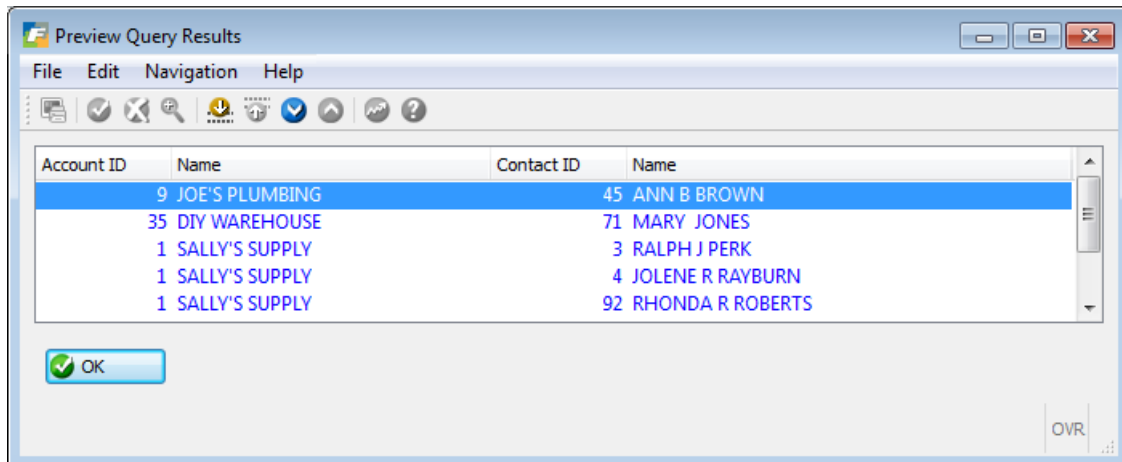 Preview Query Results
File Edit Navigation Help
Account ID Name Contact ID Name
9 JOE'S PLUMBING 45 ANN B BROWN
35 DIY WAREHOUSE 71 MARY JONES
1 SALLY'S SUPPLY 3 RALPH J PERK
1 SALLY'S SUPPLY 4 JOLENE R RAYBURN
1 SALLY'S SUPPLY 92 RHONDA R ROBERTS
OK
OVR